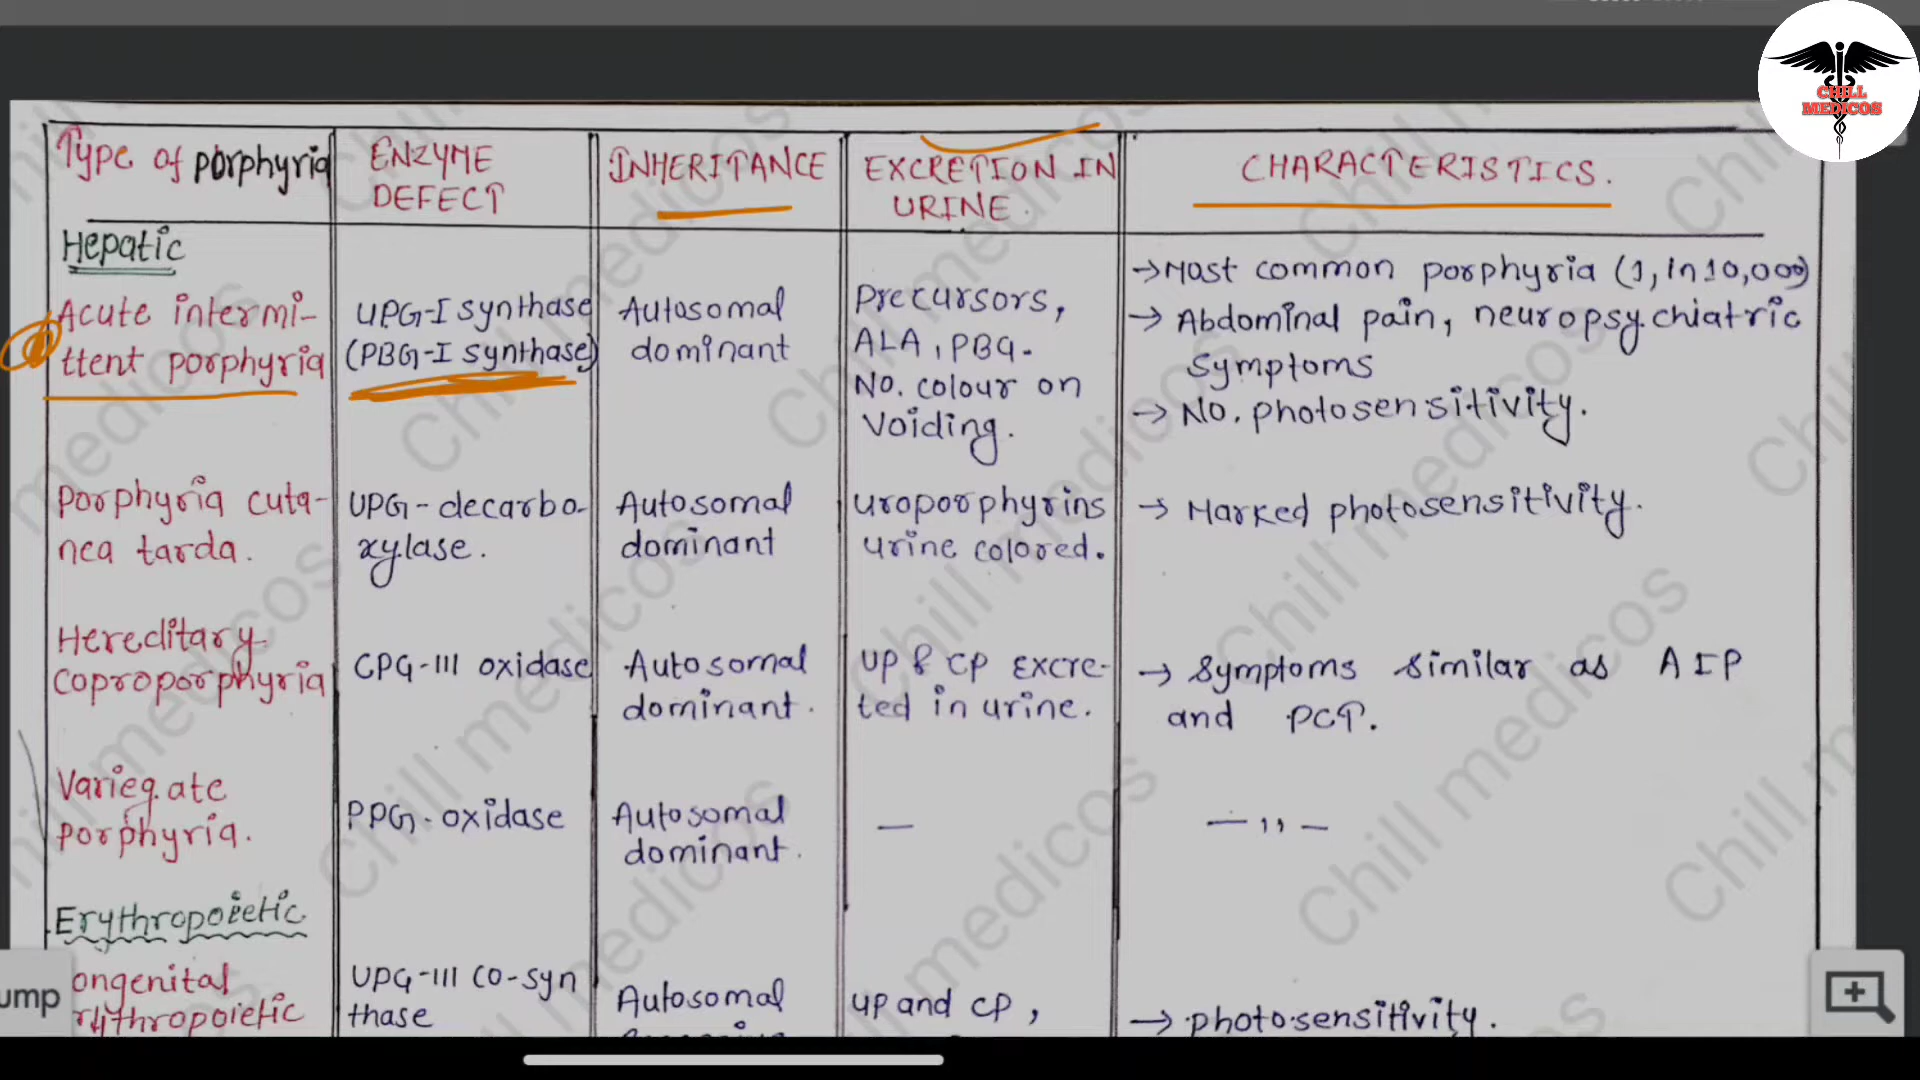 CHILL
MEDICOS
Type of porphyria
ENZYME
DEFECT
INHERITANCE
EXCRETION IN
URINE.
CHARACTERISTICS.
Hepatic
Acute intermi-
ttent porphyria
UPG-I synthase
(PBG-I synthase)
Autosomal
dominant
Precursors,
ALA, PBG.
No. colour on
Voiding.
→ Most common porphyria (1, in 10,000)
→ Abdominal pain, neuropsychiatric
symptoms
→ No. photosensitivity.
Porphyria cuta-
nea tarda.
UPG-decarbo-
xylase.
Autosomal
dominant
uroporphyrins
urine colored.
→ Marked photosensitivity.
Hereditary
coproporphyria
CPG-III oxidase
Autosomal
dominant.
UP & CP excre-
ted in urine.
→ Symptoms similar as AIP
and PCT.
Variegate
porphyria.
PPG-oxidase
Autosomal
dominant.
—
— ,, —
Erythropoietic
ongenital
rythropoietic
UPG-III co-syn
thase
Autosomal
UP and CP,
→ photosensitivity.
ump
Chill medicos